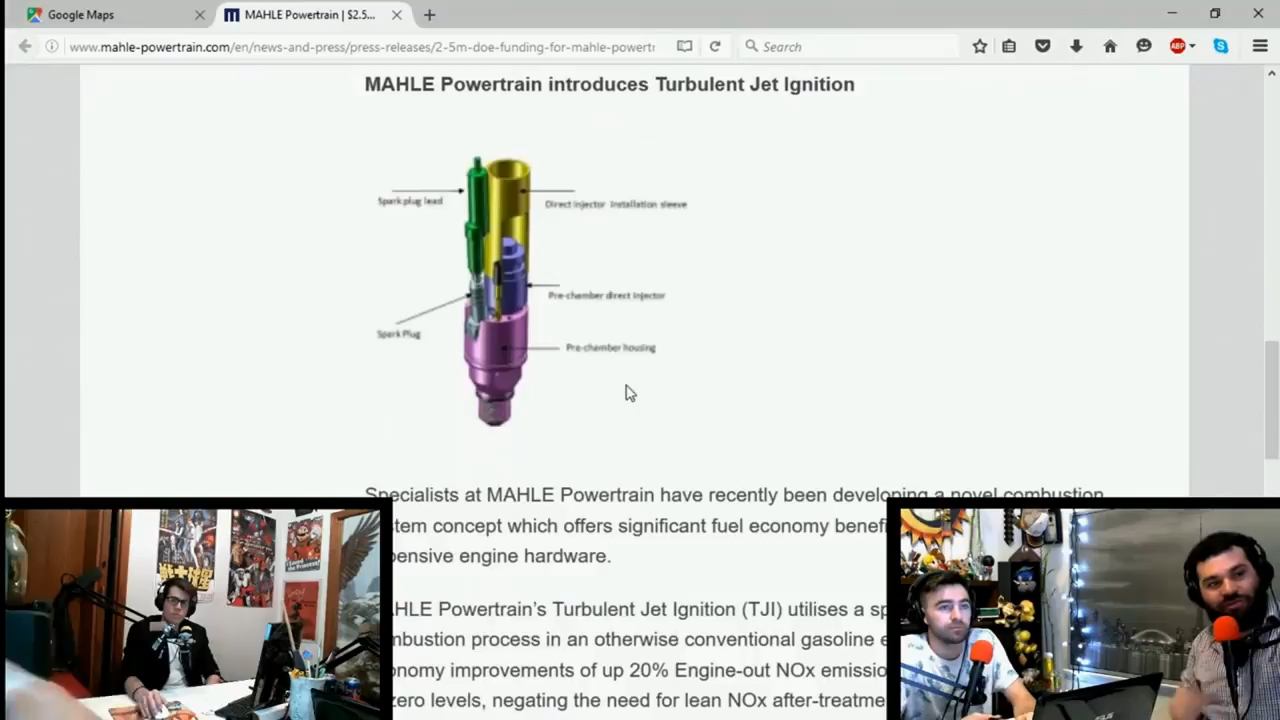 Google Maps
MAHLE Powertrain | $2.5...
www.mahle-powertrain.com/en/news-and-press/press-releases/2-5m-doe-funding-for-mahle-powert
Search
ABP
MAHLE Powertrain introduces Turbulent Jet Ignition
Spark plug lead
Direct injector installation sleeve
Pre-chamber direct injector
Spark Plug
Pre-chamber housing
Specialists at MAHLE Powertrain have recently been developing a novel combustion
stem concept which offers significant fuel economy benef
pensive engine hardware.
HLE Powertrain's Turbulent Jet Ignition (TJI) utilises a sp
mbustion process in an otherwise conventional gasoline e
onomy improvements of up 20% Engine-out NOx emissio
zero levels, negating the need for lean NOx after-treatme